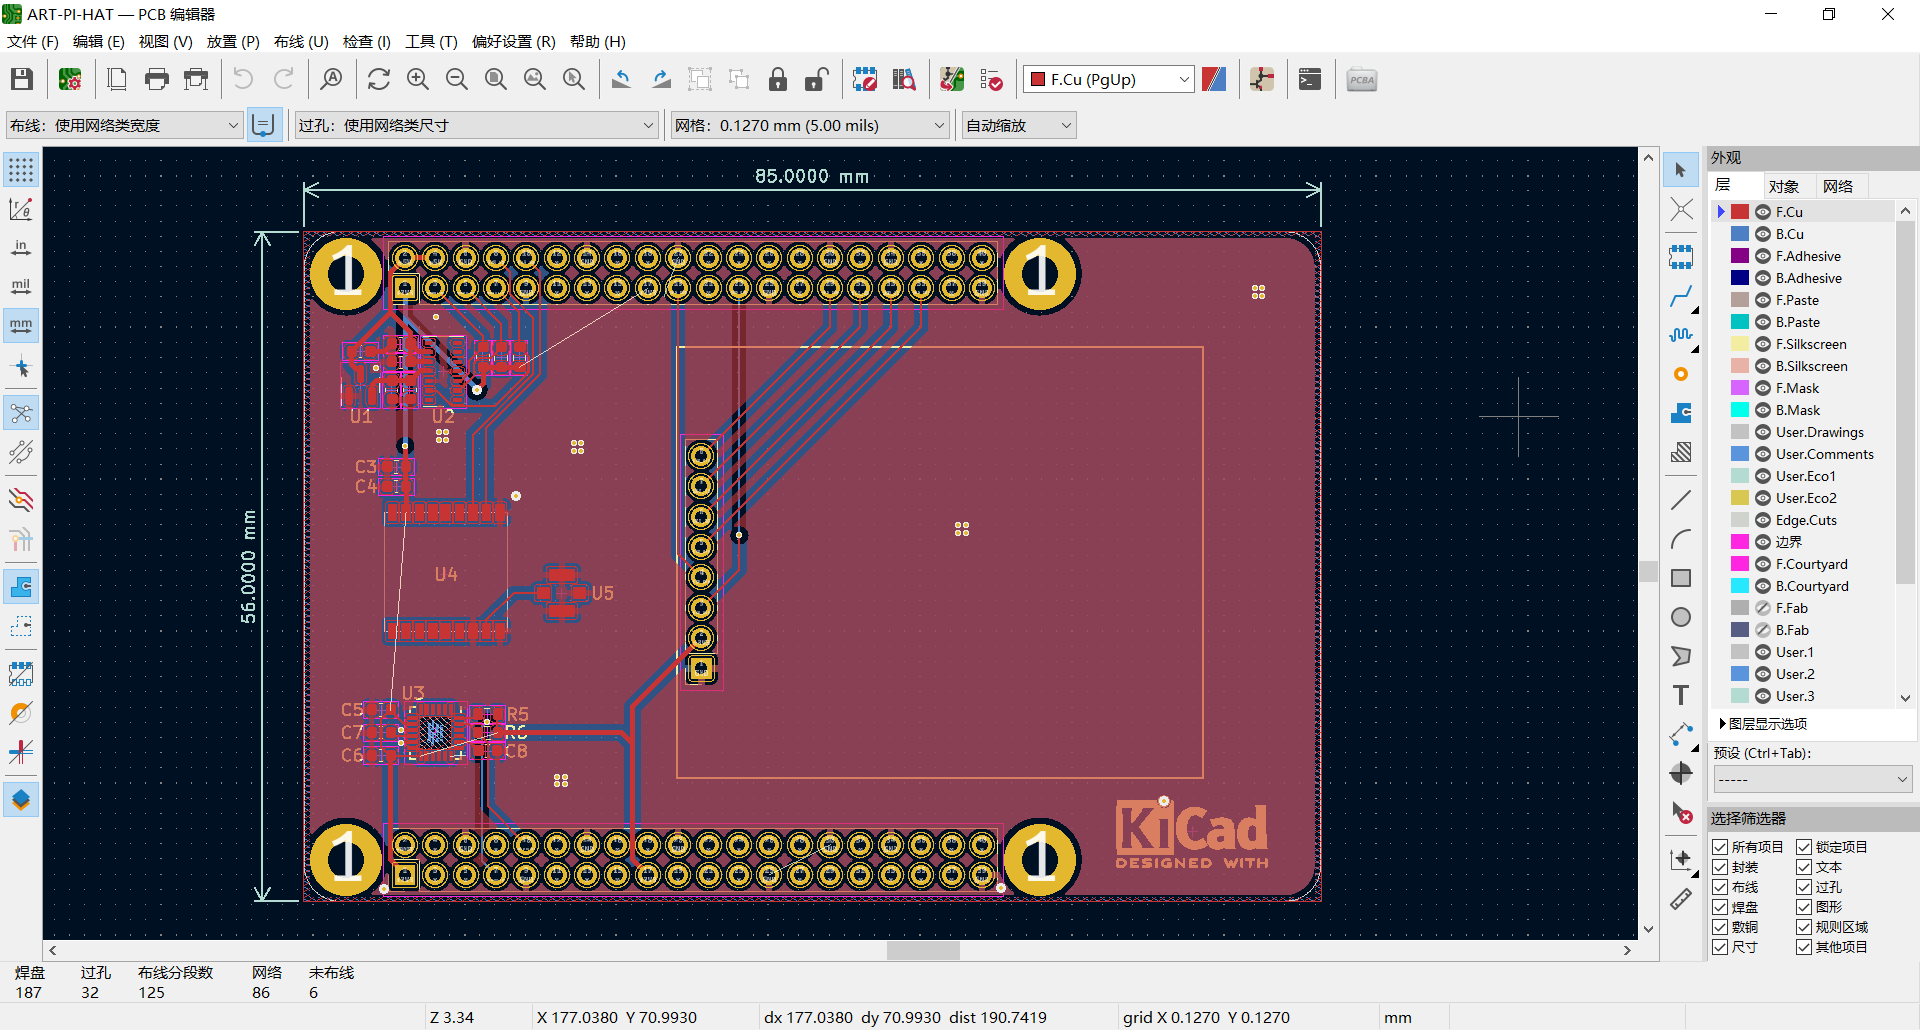 ART-PI-HAT — PCB 编辑器
文件 (F) 编辑 (E) 视图 (V) 放置 (P) 布线 (U) 检查 (I) 工具 (T) 偏好设置 (R) 帮助 (H)
F.Cu (PgUp)
PCBA
布线：使用网络类宽度
过孔：使用网络类尺寸
网格：0.1270 mm (5.00 mils)
自动缩放
in
mil
mm
85.0000 mm
56.0000 mm
1
1
U1
U2
C3
C4
U4
U5
U3
C5
C7
C6
R5
R6
C8
1
1
KiCad
DESIGNED WITH
外观
层 对象 网络
F.Cu
B.Cu
F.Adhesive
B.Adhesive
F.Paste
B.Paste
F.Silkscreen
B.Silkscreen
F.Mask
B.Mask
User.Drawings
User.Comments
User.Eco1
User.Eco2
Edge.Cuts
边界
F.Courtyard
B.Courtyard
F.Fab
B.Fab
User.1
User.2
User.3
图层显示选项
预设 (Ctrl+Tab):
-----
选择筛选器
所有项目 锁定项目
封装 文本
布线 过孔
焊盘 图形
敷铜 规则区域
尺寸 其他项目
焊盘 过孔 布线分段数 网络 未布线
187 32 125 86 6
Z 3.34 X 177.0380 Y 70.9930 dx 177.0380 dy 70.9930 dist 190.7419 grid X 0.1270 Y 0.1270 mm